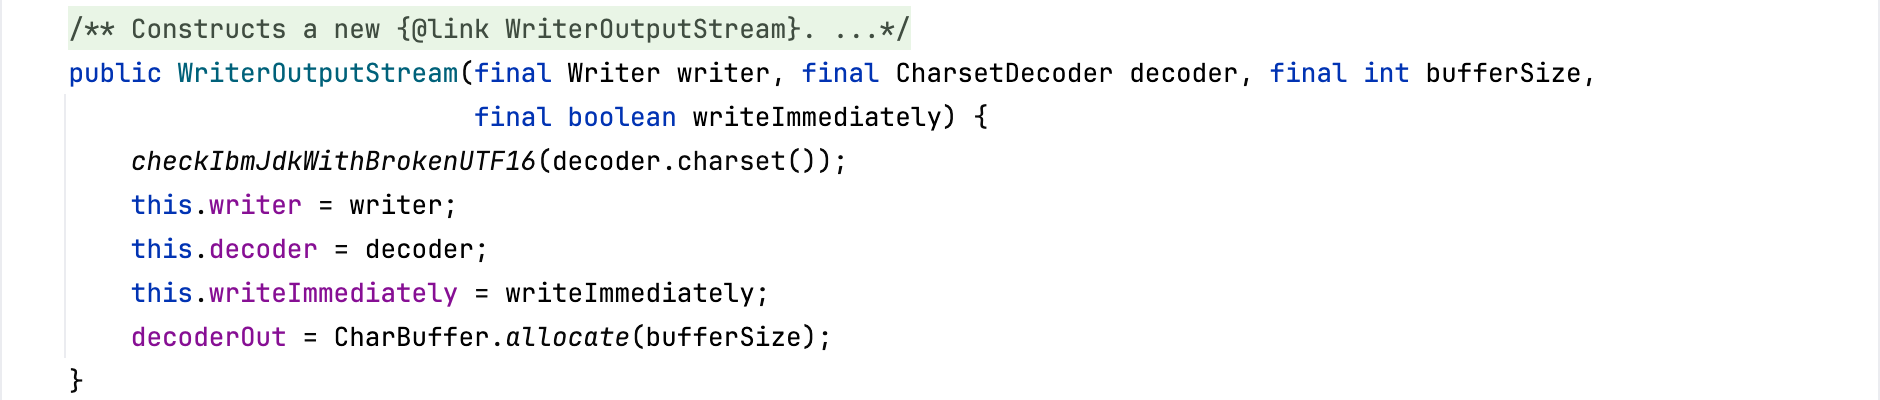 /** Constructs a new {@link WriterOutputStream}. ...*/
public WriterOutputStream(final Writer writer, final CharsetDecoder decoder, final int bufferSize,
final boolean writeImmediately) {
checkIbmJdkWithBrokenUTF16(decoder.charset());
this.writer = writer;
this.decoder = decoder;
this.writeImmediately = writeImmediately;
decoderOut = CharBuffer.allocate(bufferSize);
}